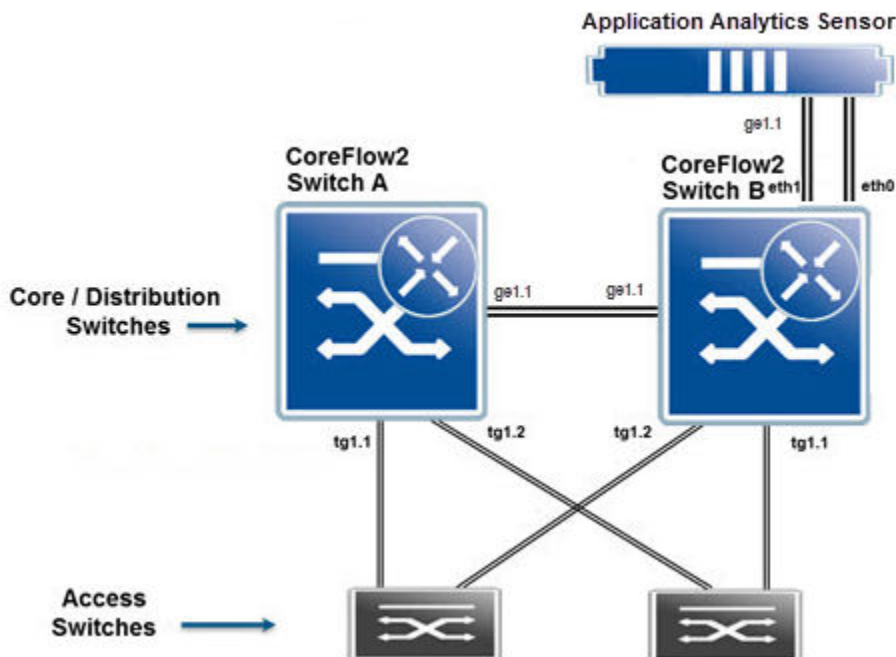 Application Analytics Sensor
ge1.1
CoreFlow2
Switch A
CoreFlow2
Switch B
eth1
eth0
ge1.1
ge1.1
Core / Distribution
Switches
tg1.1
tg1.2
tg1.2
tg1.1
Access
Switches